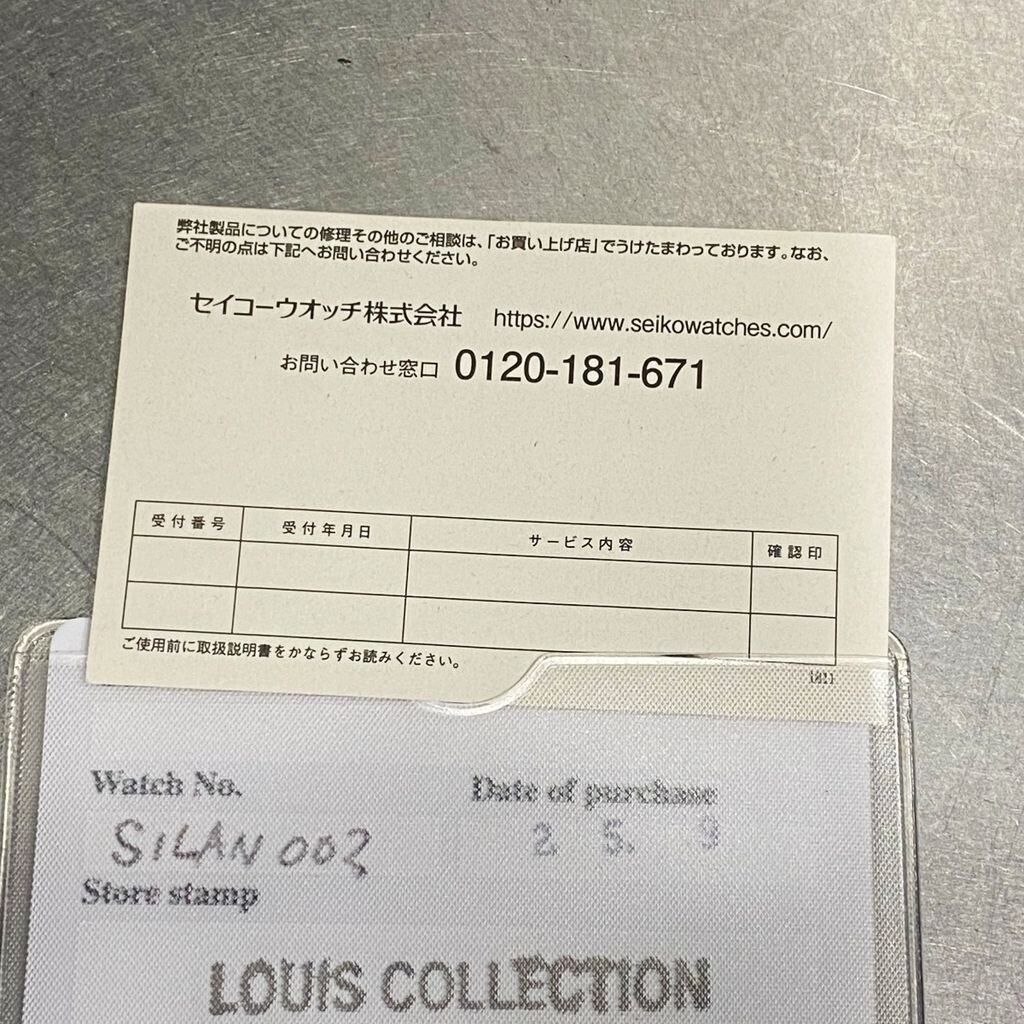 弊社製品についての修理その他のご相談は、「お買い上げ店」でうけたまわっております。なお、
ご不明の点は下記へお問い合わせください。
セイコーウオッチ株式会社 https://www.seikowatches.com/
お問い合わせ窓口 0120-181-671
受付番号 受付年月日 サービス内容 確認印
ご使用前に取扱説明書をかならずお読みください。
1811
Watch No. Date of purchase
SILAN 002 2. 5. 9
Store stamp
LOUIS COLLECTION